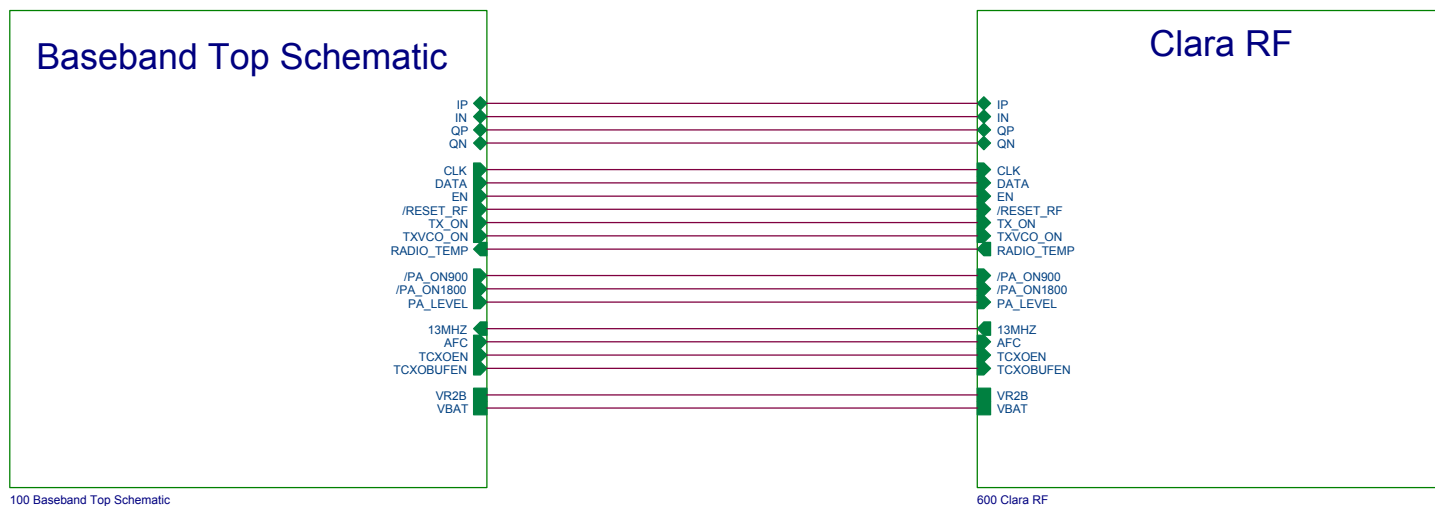 Baseband Top Schematic
IP
IN
QP
QN
CLK
DATA
EN
/RESET_RF
TX_ON
TXVCO_ON
RADIO_TEMP
/PA_ON900
/PA_ON1800
PA_LEVEL
13MHZ
AFC
TCXOEN
TCXOBUFEN
VR2B
VBAT
100 Baseband Top Schematic
Clara RF
IP
IN
QP
QN
CLK
DATA
EN
/RESET_RF
TX_ON
TXVCO_ON
RADIO_TEMP
/PA_ON900
/PA_ON1800
PA_LEVEL
13MHZ
AFC
TCXOEN
TCXOBUFEN
VR2B
VBAT
600 Clara RF